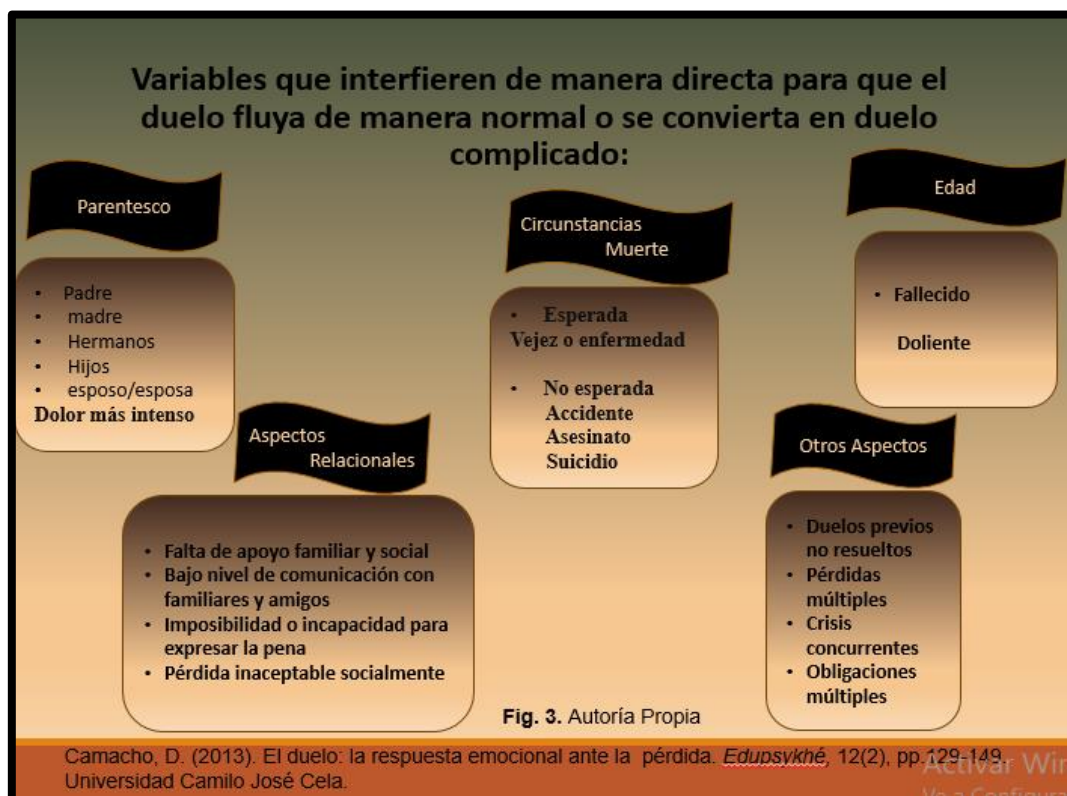 Variables que interfieren de manera directa para que el
duelo fluya de manera normal o se convierta en duelo
complicado:
Parentesco
• Padre
• madre
• Hermanos
• Hijos
• esposo/esposa
Dolor más intenso
Aspectos
Relacionales
• Falta de apoyo familiar y social
• Bajo nivel de comunicación con
familiares y amigos
• Imposibilidad o incapacidad para
expresar la pena
• Pérdida inaceptable socialmente
Circunstancias
Muerte
• Esperada
Vejez o enfermedad
• No esperada
Accidente
Asesinato
Suicidio
Edad
• Fallecido
Doliente
Otros Aspectos
• Duelos previos
no resueltos
• Pérdidas
múltiples
• Crisis
concurrentes
• Obligaciones
múltiples
Fig. 3. Autoría Propia
Camacho, D. (2013). El duelo: la respuesta emocional ante la pérdida. Edupsykhé, 12(2), pp.129-149,
Universidad Camilo José Cela.
Activar Win